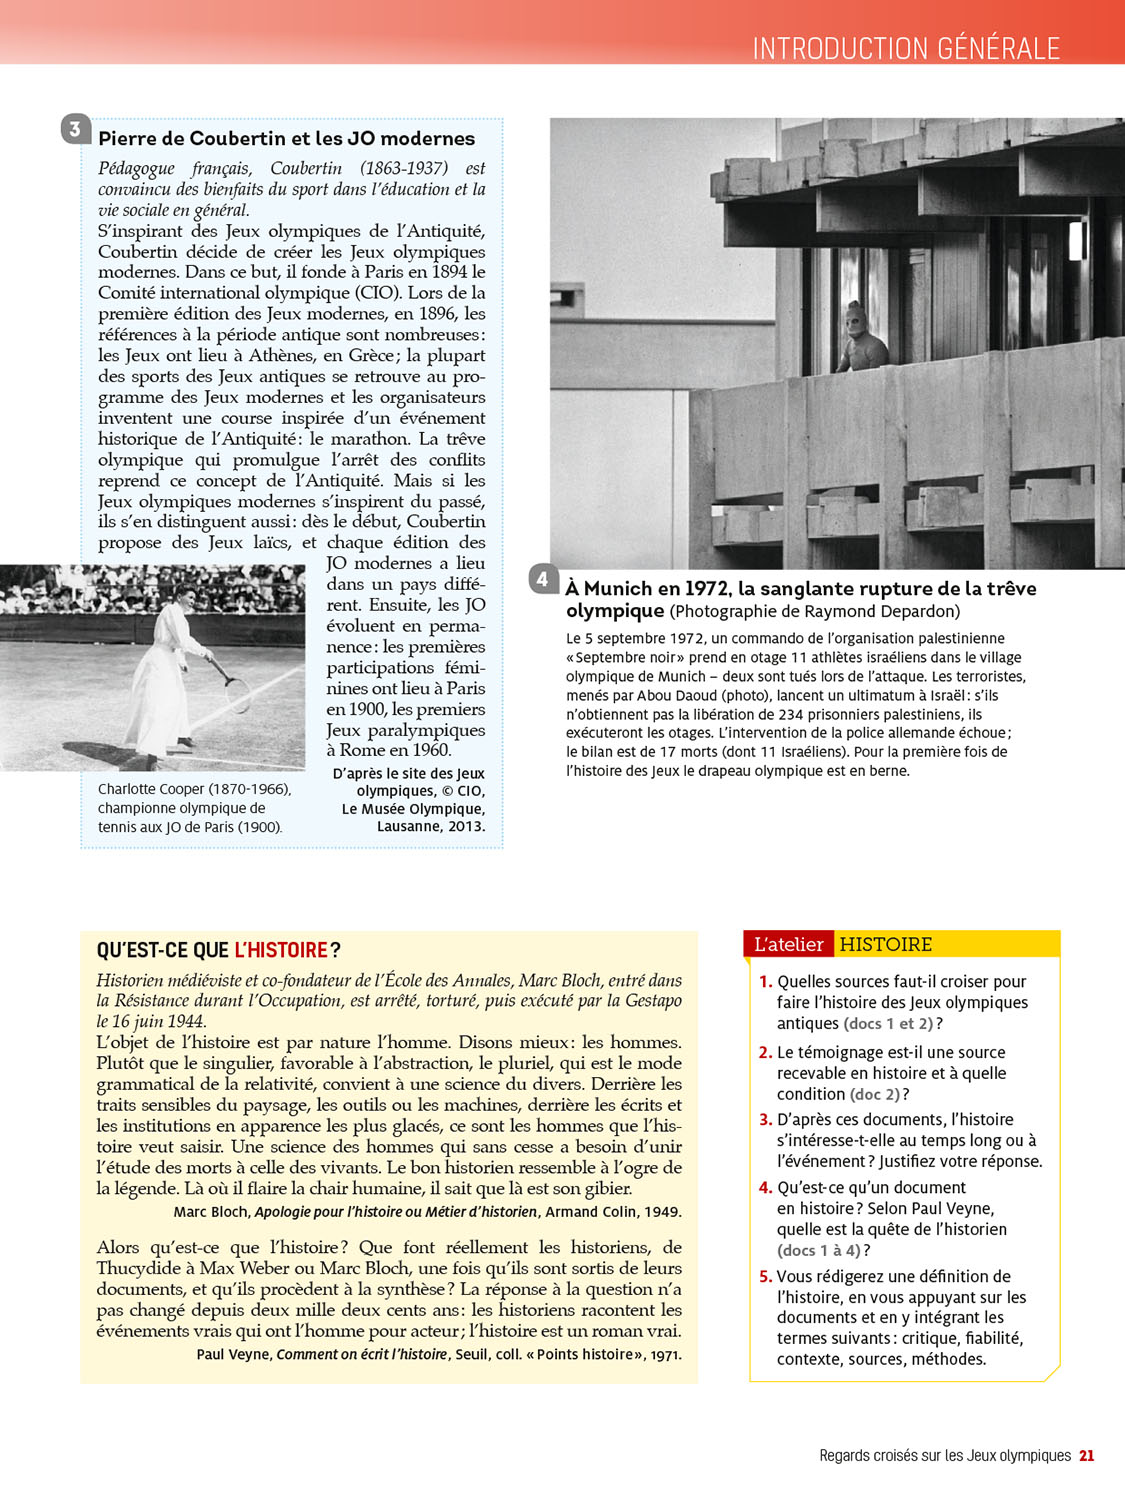 INTRODUCTION GÉNÉRALE
3
Pierre de Coubertin et les JO modernes
Pédagogue français, Coubertin (1863-1937) est
convaincu des bienfaits du sport dans l'éducation et la
vie sociale en général.
S'inspirant des Jeux olympiques de l'Antiquité,
Coubertin décide de créer les Jeux olympiques
modernes. Dans ce but, il fonde à Paris en 1894 le
Comité international olympique (CIO). Lors de la
première édition des Jeux modernes, en 1896, les
références à la période antique sont nombreuses :
les Jeux ont lieu à Athènes, en Grèce ; la plupart
des sports des Jeux antiques se retrouve au pro-
gramme des Jeux modernes et les organisateurs
inventent une course inspirée d'un événement
historique de l'Antiquité : le marathon. La trêve
olympique qui promulgue l'arrêt des conflits
reprend ce concept de l'Antiquité. Mais si les
Jeux olympiques modernes s'inspirent du passé,
ils s'en distinguent aussi : dès le début, Coubertin
propose des Jeux laïcs, et chaque édition des
JO modernes a lieu
dans un pays diffé-
rent. Ensuite, les JO
évoluent en perma-
nence : les premières
participations fémi-
nines ont lieu à Paris
en 1900, les premiers
Jeux paralympiques
à Rome en 1960.
D'après le site des Jeux
olympiques, © CIO,
Le Musée Olympique,
Lausanne, 2013.
Charlotte Cooper (1870-1966),
championne olympique de
tennis aux JO de Paris (1900).
4
À Munich en 1972, la sanglante rupture de la trêve
olympique (Photographie de Raymond Depardon)
Le 5 septembre 1972, un commando de l'organisation palestinienne
« Septembre noir » prend en otage 11 athlètes israéliens dans le village
olympique de Munich – deux sont tués lors de l'attaque. Les terroristes,
menés par Abou Daoud (photo), lancent un ultimatum à Israël : s'ils
n'obtiennent pas la libération de 234 prisonniers palestiniens, ils
exécuteront les otages. L'intervention de la police allemande échoue ;
le bilan est de 17 morts (dont 11 Israéliens). Pour la première fois de
l'histoire des Jeux le drapeau olympique est en berne.
QU'EST-CE QUE L'HISTOIRE ?
Historien médiéviste et co-fondateur de l'École des Annales, Marc Bloch, entré dans
la Résistance durant l'Occupation, est arrêté, torturé, puis exécuté par la Gestapo
le 16 juin 1944.
L'objet de l'histoire est par nature l'homme. Disons mieux : les hommes.
Plutôt que le singulier, favorable à l'abstraction, le pluriel, qui est le mode
grammatical de la relativité, convient à une science du divers. Derrière les
traits sensibles du paysage, les outils ou les machines, derrière les écrits et
les institutions en apparence les plus glacés, ce sont les hommes que l'his-
toire veut saisir. Une science des hommes qui sans cesse a besoin d'unir
l'étude des morts à celle des vivants. Le bon historien ressemble à l'ogre de
la légende. Là où il flaire la chair humaine, il sait que là est son gibier.
Marc Bloch, Apologie pour l'histoire ou Métier d'historien, Armand Colin, 1949.
Alors qu'est-ce que l'histoire ? Que font réellement les historiens, de
Thucydide à Max Weber ou Marc Bloch, une fois qu'ils sont sortis de leurs
documents, et qu'ils procèdent à la synthèse ? La réponse à la question n'a
pas changé depuis deux mille deux cents ans : les historiens racontent les
événements vrais qui ont l'homme pour acteur ; l'histoire est un roman vrai.
Paul Veyne, Comment on écrit l'histoire, Seuil, coll. « Points histoire », 1971.
L'atelier HISTOIRE
1. Quelles sources faut-il croiser pour
faire l'histoire des Jeux olympiques
antiques (docs 1 et 2) ?
2. Le témoignage est-il une source
recevable en histoire et à quelle
condition (doc 2) ?
3. D'après ces documents, l'histoire
s'intéresse-t-elle au temps long ou à
l'événement ? Justifiez votre réponse.
4. Qu'est-ce qu'un document
en histoire ? Selon Paul Veyne,
quelle est la quête de l'historien
(docs 1 à 4) ?
5. Vous rédigerez une définition de
l'histoire, en vous appuyant sur les
documents et en y intégrant les
termes suivants : critique, fiabilité,
contexte, sources, méthodes.
Regards croisés sur les Jeux olympiques 21